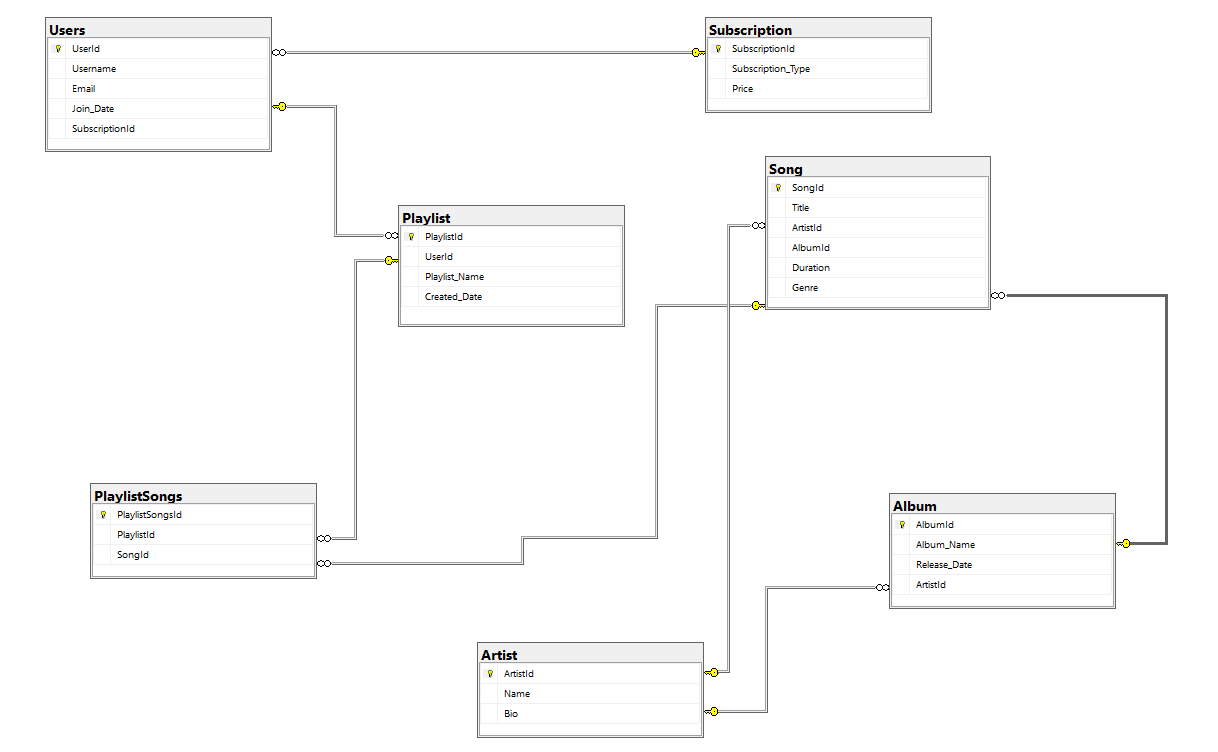 Users
UserId
Username
Email
Join_Date
SubscriptionId
Subscription
SubscriptionId
Subscription_Type
Price
Song
SongId
Title
ArtistId
AlbumId
Duration
Genre
Playlist
PlaylistId
UserId
Playlist_Name
Created_Date
PlaylistSongs
PlaylistSongsId
PlaylistId
SongId
Album
AlbumId
Album_Name
Release_Date
ArtistId
Artist
ArtistId
Name
Bio